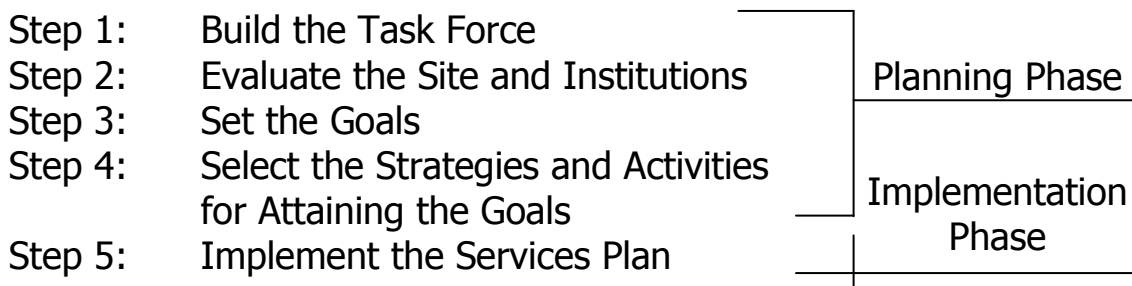 Step 1: Build the Task Force
Step 2: Evaluate the Site and Institutions
Planning Phase
Step 3: Set the Goals
Step 4: Select the Strategies and Activities
for Attaining the Goals
Implementation
Phase
Step 5: Implement the Services Plan